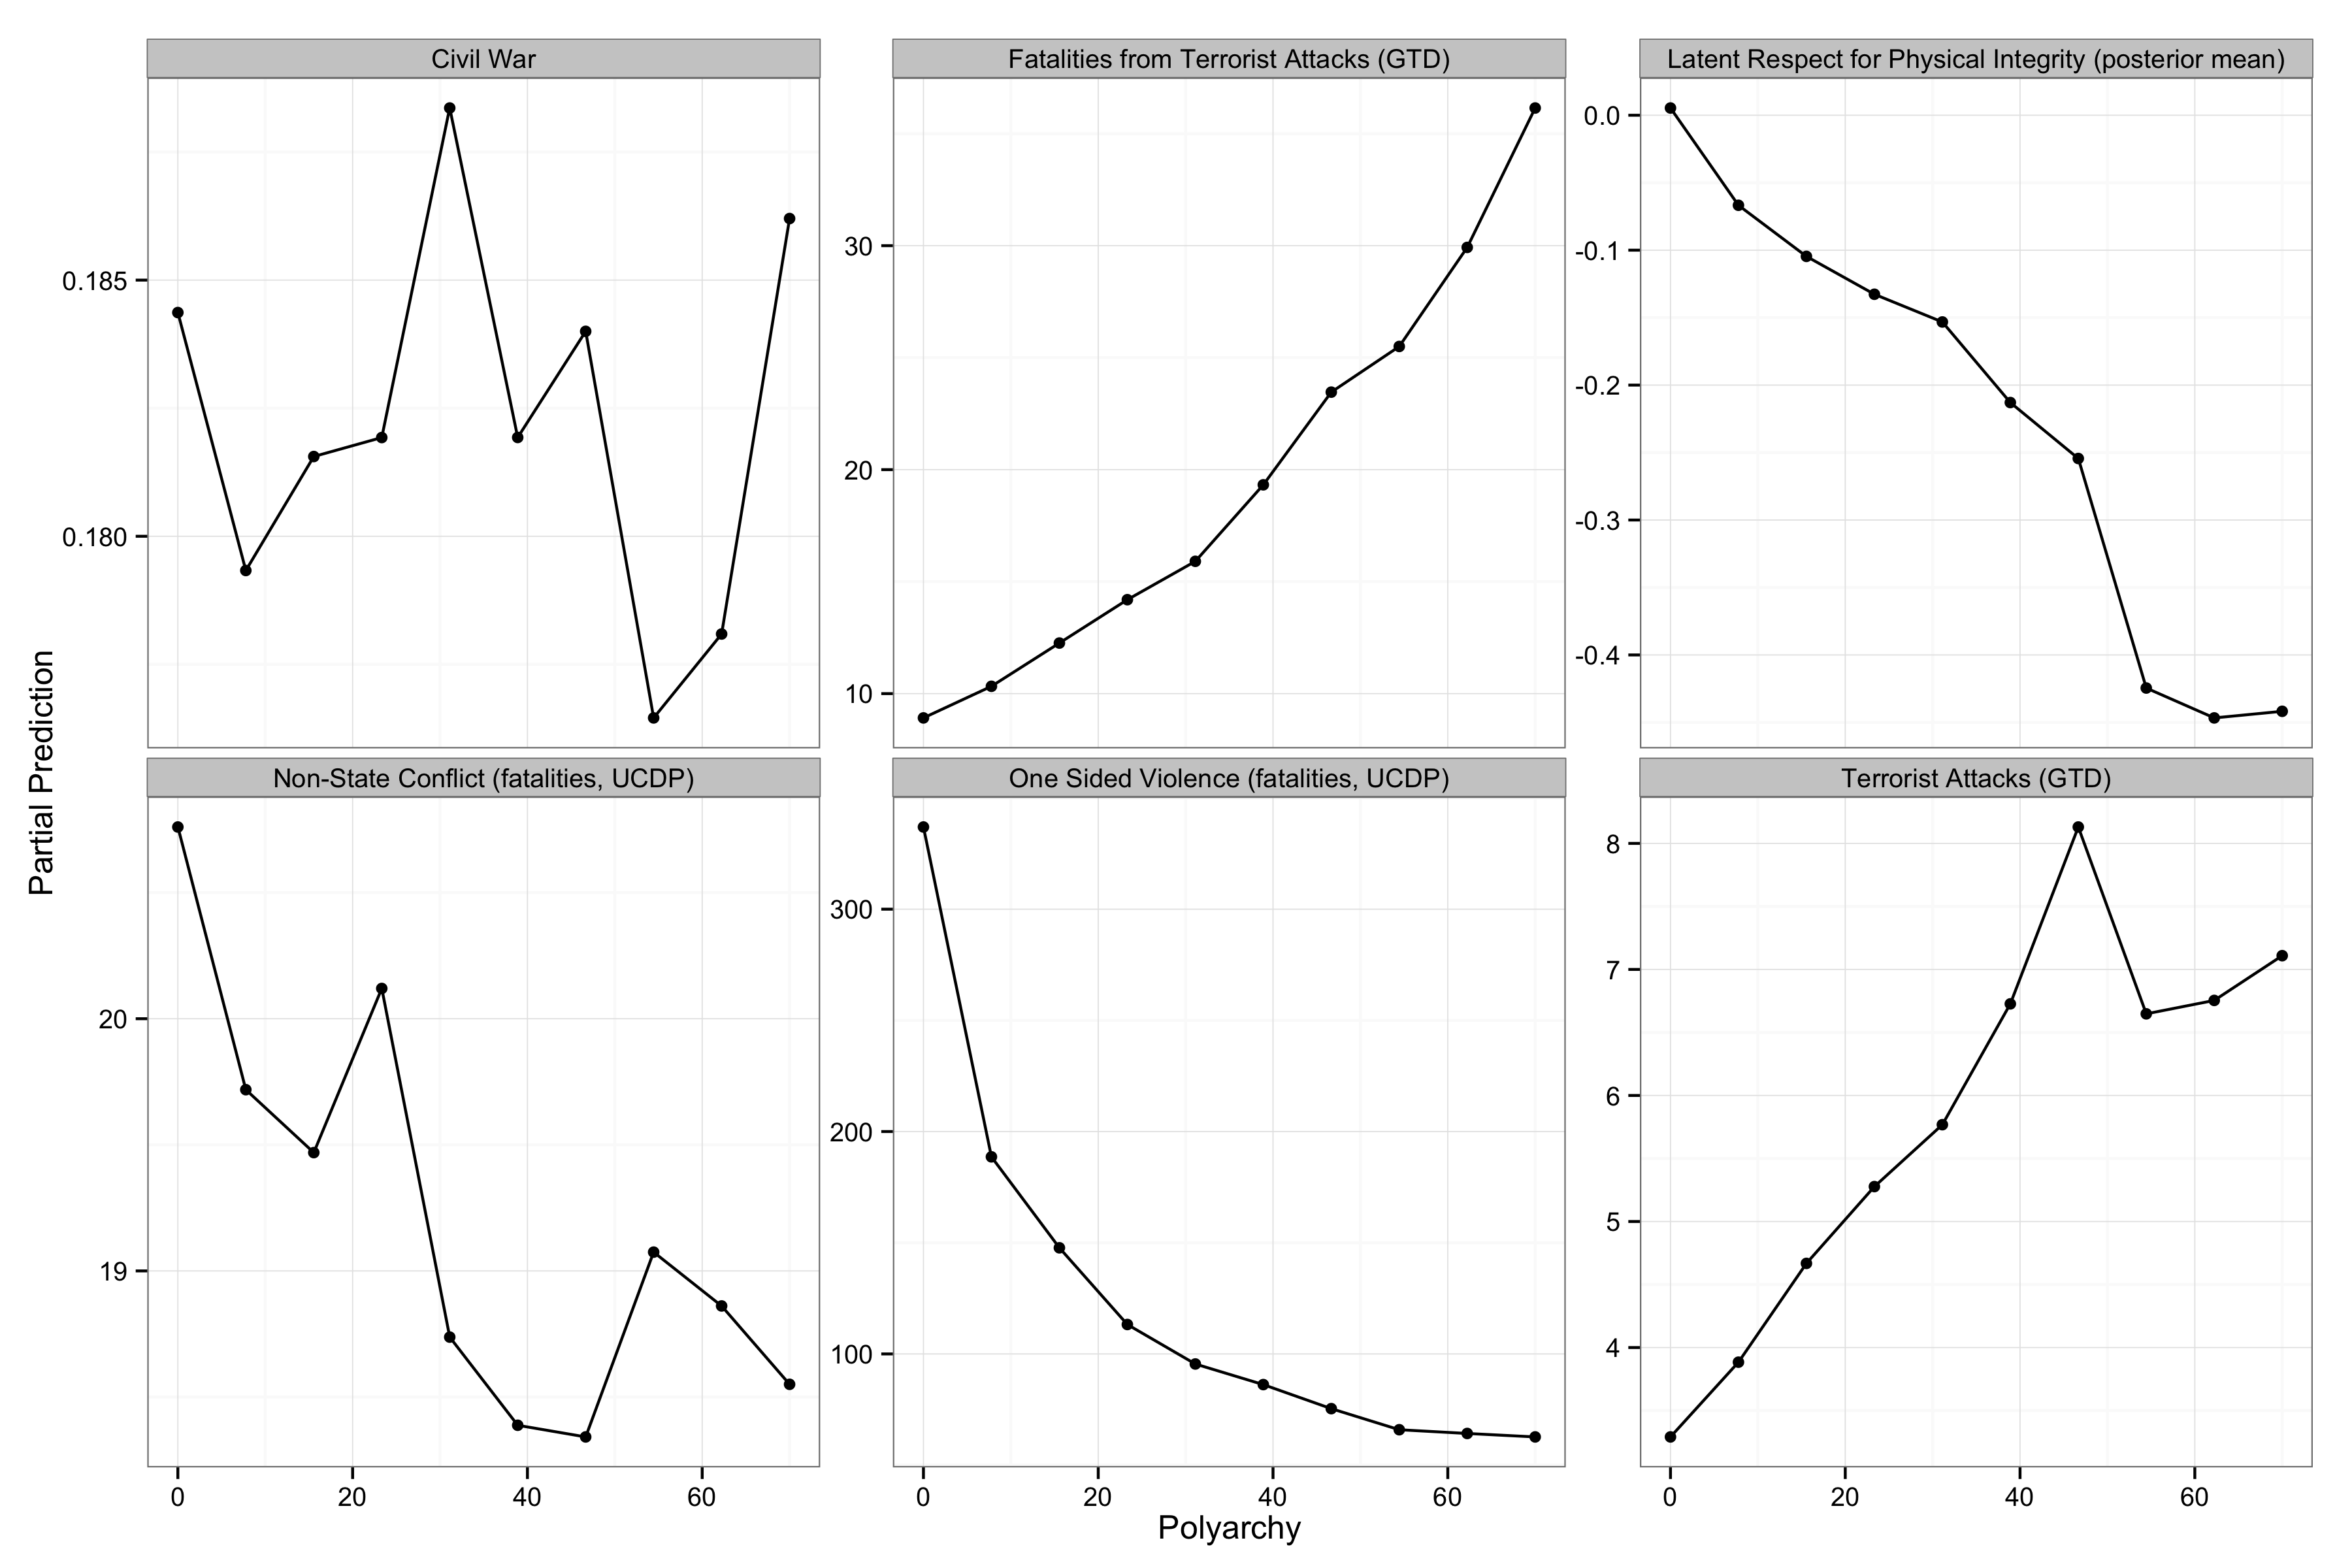 Civil War
Fatalities from Terrorist Attacks (GTD)
Latent Respect for Physical Integrity (posterior mean)
0.185
0.180
30
20
10
0.0
-0.1
-0.2
-0.3
-0.4
Partial Prediction
Non-State Conflict (fatalities, UCDP)
One Sided Violence (fatalities, UCDP)
Terrorist Attacks (GTD)
20
19
300
200
100
8
7
6
5
4
0 20 40 60
0 20 40 60
0 20 40 60
Polyarchy